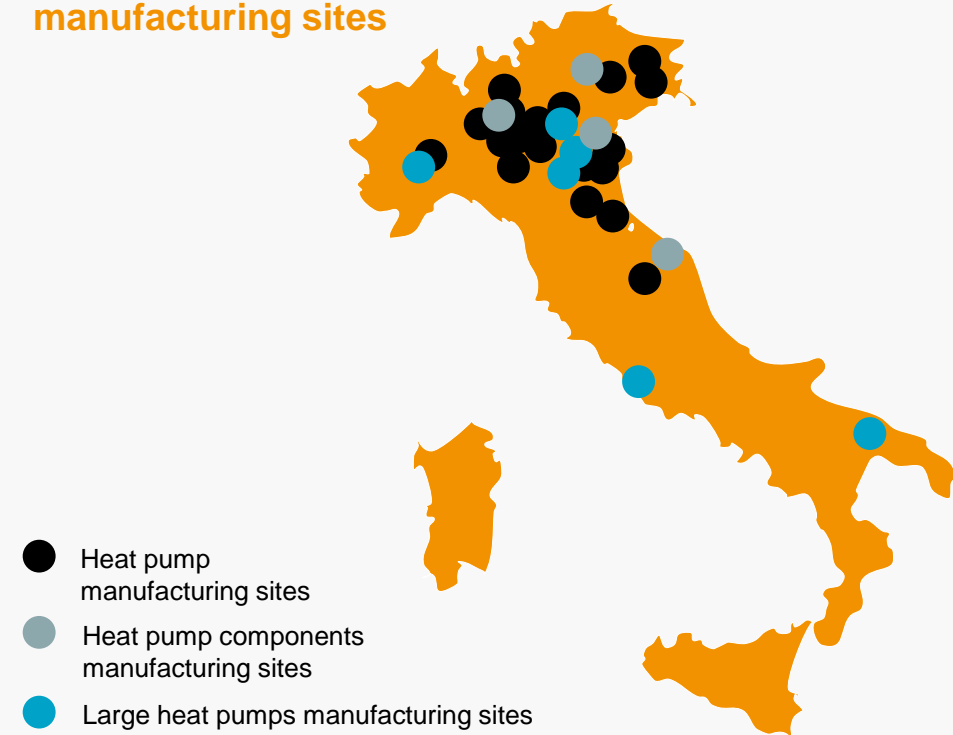 manufacturing sites
Heat pump
manufacturing sites
Heat pump components
manufacturing sites
Large heat pumps manufacturing sites